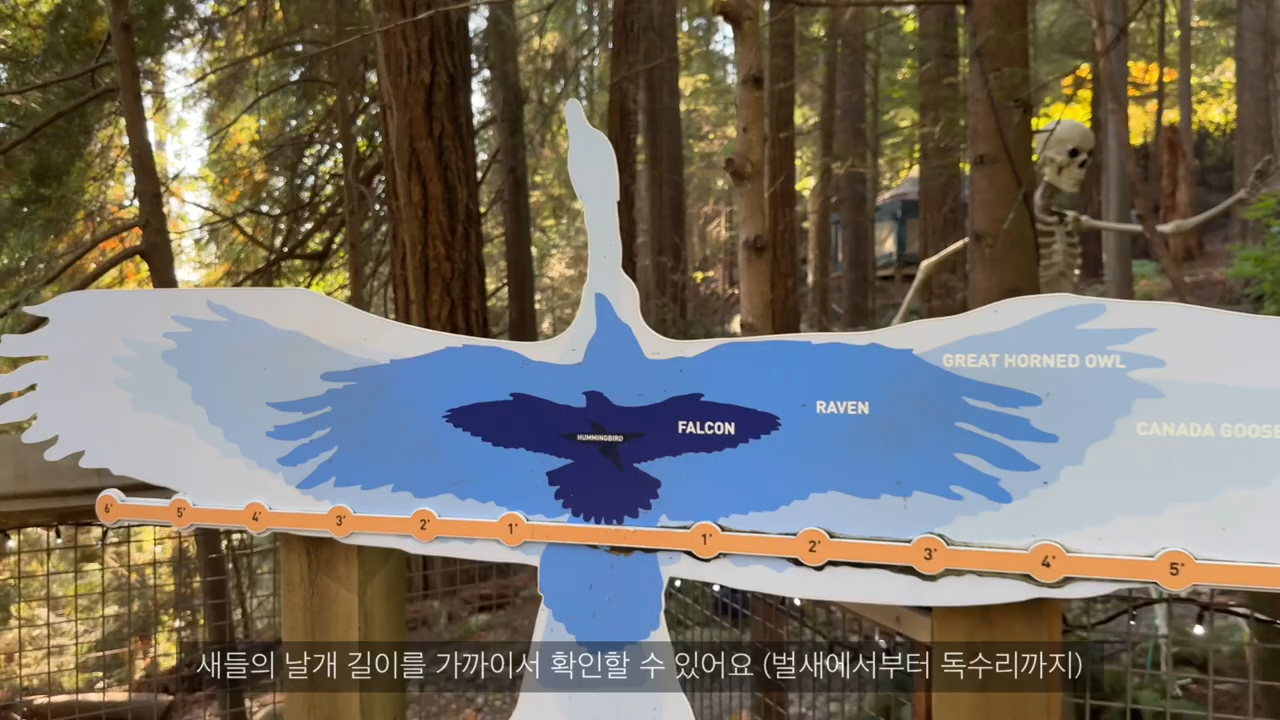 GREAT HORNED OWL
RAVEN
FALCON
CANADA GOOSE
HUMMINGBIRD
6' 5' 4' 3' 2' 1' 1' 2' 3' 4' 5'
새들의 날개 길이를 가까이서 확인할 수 있어요 (벌새에서부터 독수리까지)